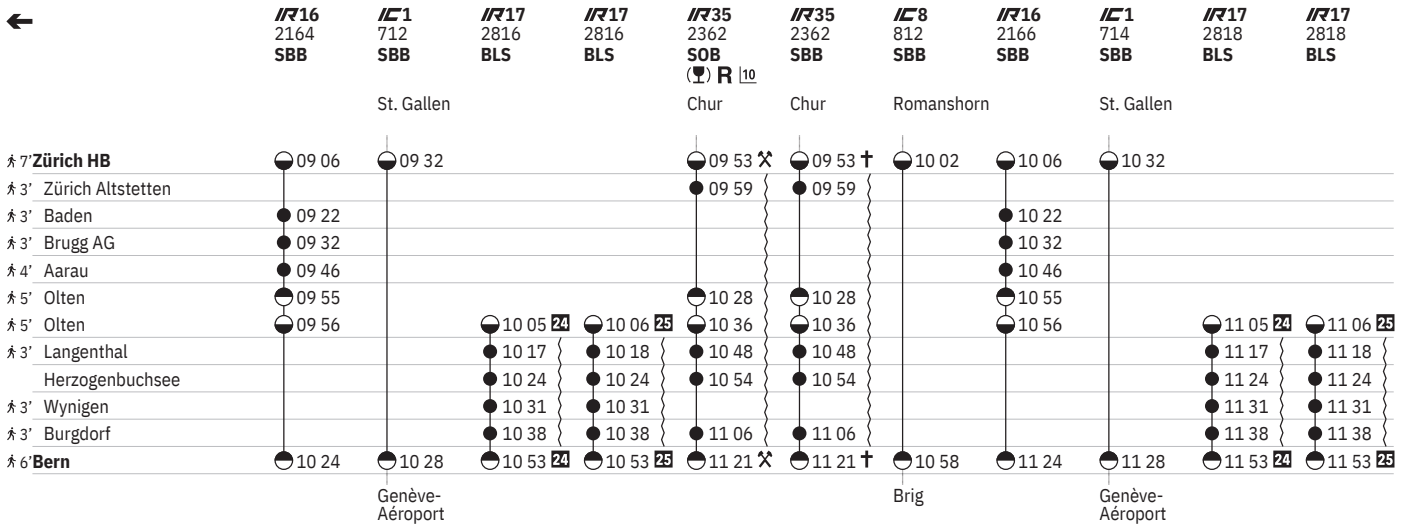 IR16 IC1 IR17 IR17 IR35 IR35 IC8 IR16 IC1 IR17 IR17
2164 712 2816 2816 2362 2362 812 2166 714 2818 2818
SBB SBB BLS BLS SOB SBB SBB SBB SBB BLS BLS
R 10
St. Gallen Chur Chur Romanshorn St. Gallen
7' Zürich HB 09 06 09 32 09 53 09 53 10 02 10 06 10 32
3' Zürich Altstetten 09 59 09 59
3' Baden 09 22 10 22
3' Brugg AG 09 32 10 32
4' Aarau 09 46 10 46
5' Olten 09 55 10 28 10 28 10 55
5' Olten 09 56 10 05 24 10 06 25 10 36 10 36 10 56 11 05 24 11 06 25
3' Langenthal 10 17 10 18 10 48 10 48 11 17 11 18
Herzogenbuchsee 10 24 10 24 10 54 10 54 11 24 11 24
3' Wynigen 10 31 10 31 11 31 11 31
3' Burgdorf 10 38 10 38 11 06 11 06 11 38 11 38
6' Bern 10 24 10 28 10 53 24 10 53 25 11 21 11 21 10 58 11 24 11 28 11 53 24 11 53 25
Genève- Brig Genève-
Aéroport Aéroport